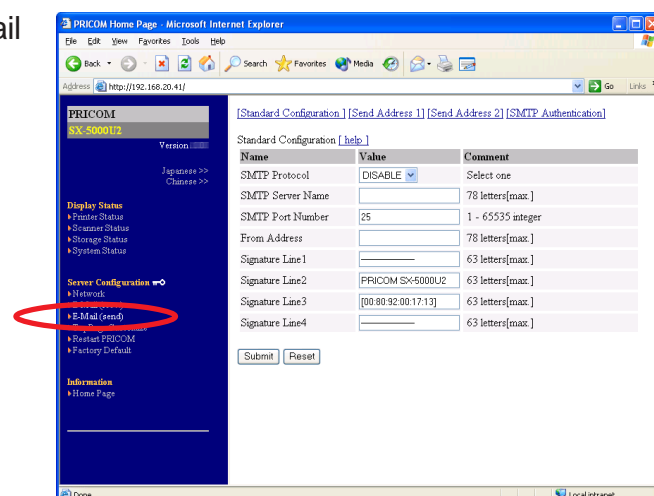 ail
PRICOM Home Page - Microsoft Internet Explorer
File Edit View Favorites Tools Help
Back Search Favorites Media
Address http://192.168.20.41/ Go Links
PRICOM
SX-5000U2
Version
Japanese >>
Chinese >>
Display Status
Printer Status
Scanner Status
Storage Status
System Status
Server Configuration
Network
E-Mail (send)
Restart PRICOM
Factory Default
Information
Home Page
[Standard Configuration ] [Send Address 1] [Send Address 2] [SMTP Authentication]
Standard Configuration [ help ]
Name Value Comment
SMTP Protocol DISABLE Select one
SMTP Server Name 78 letters[max.]
SMTP Port Number 25 1 - 65535 integer
From Address 78 letters[max.]
Signature Line1 63 letters[max.]
Signature Line2 PRICOM SX-5000U2 63 letters[max.]
Signature Line3 [00:80:92:00:17:13] 63 letters[max.]
Signature Line4 63 letters[max.]
Submit Reset
Done Local intranet